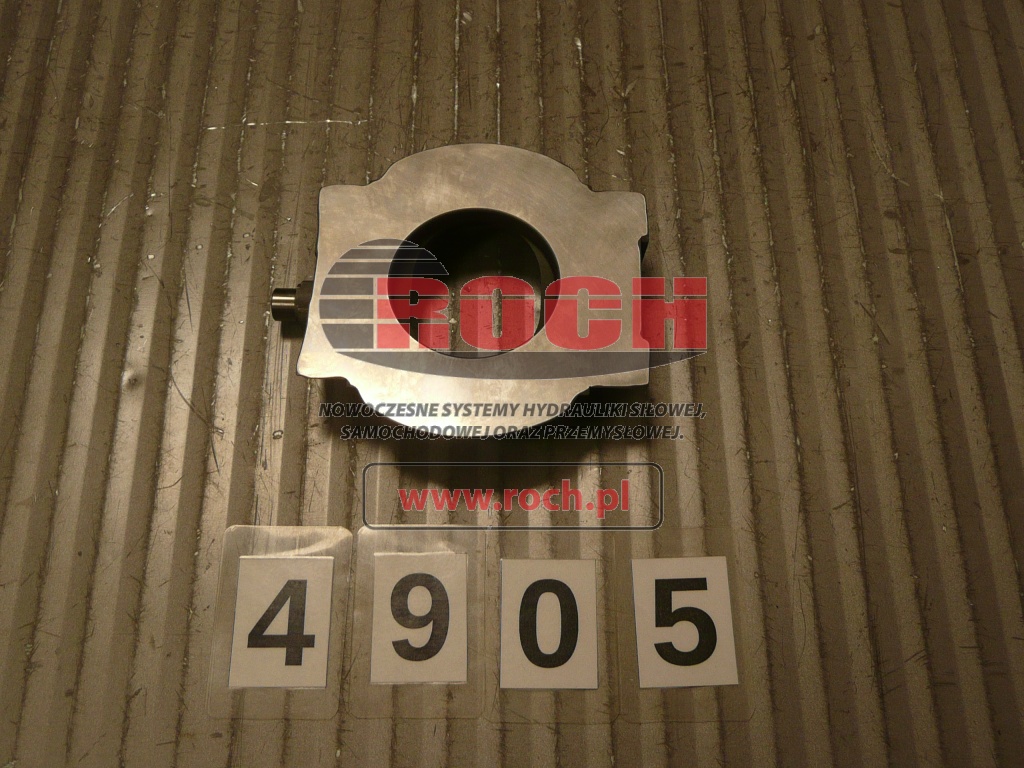 ROCH
NOWOCZESNE SYSTEMY HYDRAULIKI SIŁOWEJ,
SAMOCHODOWEJ ORAZ PRZEMYSŁOWEJ.
www.roch.pl
4905